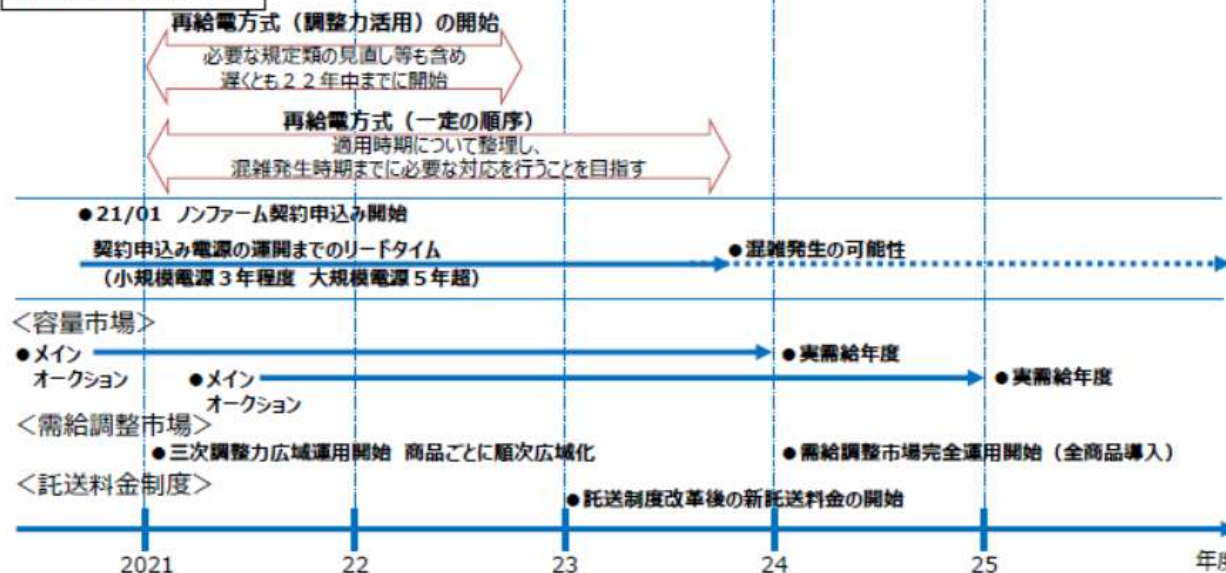 再給電方式（調整力活用）の開始
必要な規定類の見直し等も含め
遅くとも２２年中までに開始
再給電方式（一定の順序）
適用時期について整理し、
混雑発生時期までに必要な対応を行うことを目指す
●21/01 ノンファーム契約申込み開始
契約申込み電源の運開までのリードタイム
（小規模電源３年程度 大規模電源５年超）
●混雑発生の可能性
＜容量市場＞
●メイン
オークション
●実需給年度
●メイン
オークション
●実需給年度
＜需給調整市場＞
●三次調整力広域運用開始 商品ごとに順次広域化
●需給調整市場完全運用開始（全商品導入）
＜託送料金制度＞
●託送制度改革後の新託送料金の開始
2021
22
23
24
25
年度